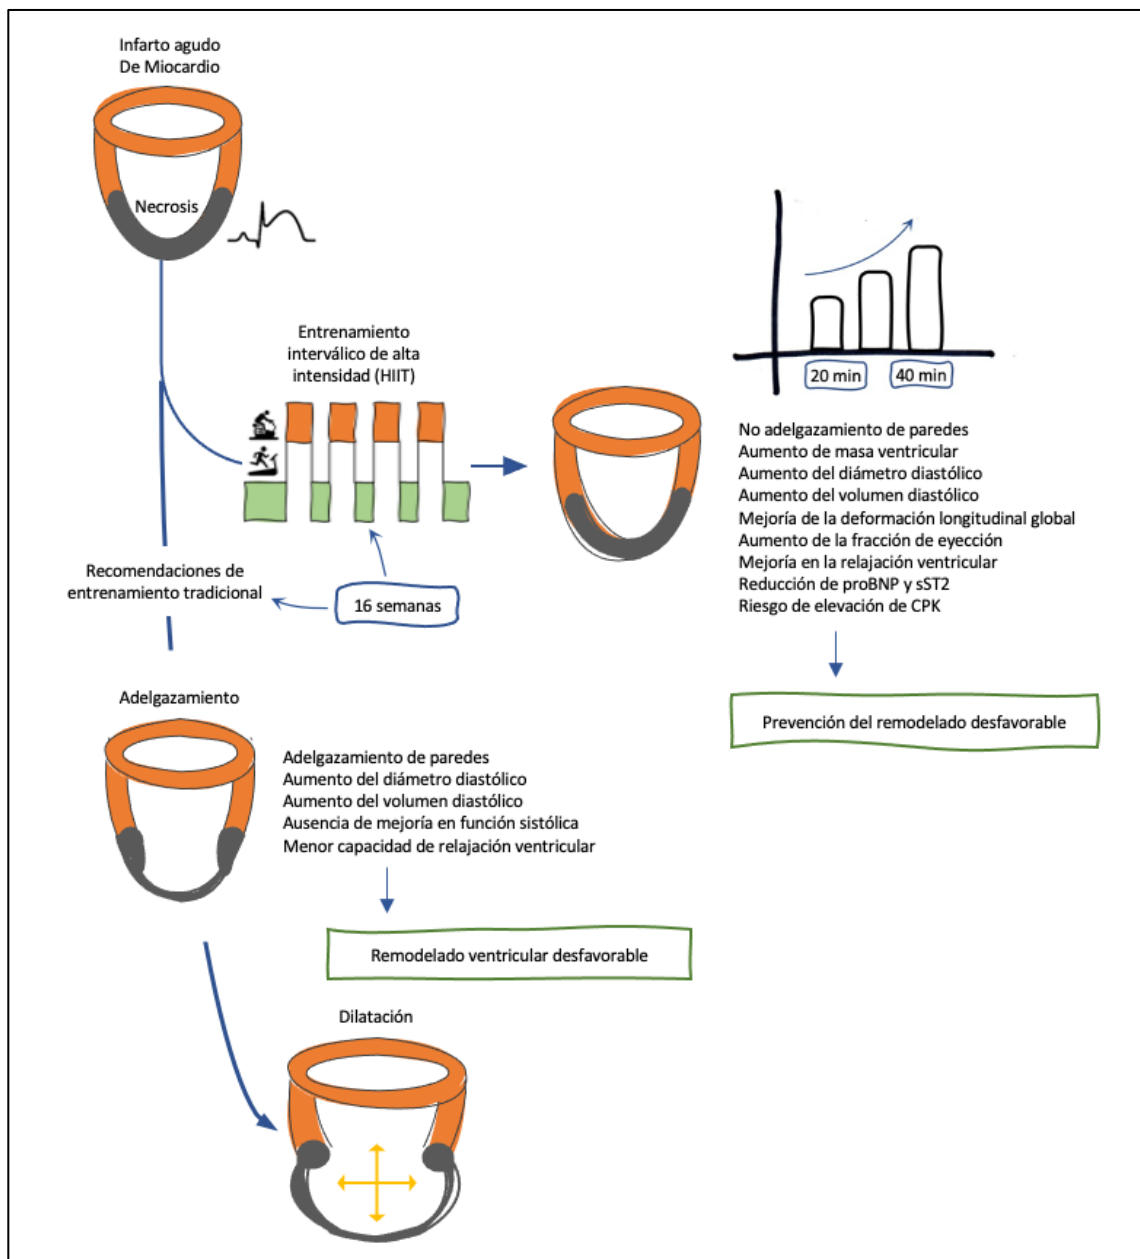 Infarto agudo
De Miocardio
Necrosis
Entrenamiento
interválico de alta
intensidad (HIIT)
20 min
40 min
No adelgazamiento de paredes
Aumento de masa ventricular
Aumento del diámetro diastólico
Aumento del volumen diastólico
Mejoría de la deformación longitudinal global
Aumento de la fracción de eyección
Mejoría en la relajación ventricular
Reducción de proBNP y sST2
Riesgo de elevación de CPK
Prevención del remodelado desfavorable
Recomendaciones de
entrenamiento tradicional
16 semanas
Adelgazamiento
Adelgazamiento de paredes
Aumento del diámetro diastólico
Aumento del volumen diastólico
Ausencia de mejoría en función sistólica
Menor capacidad de relajación ventricular
Remodelado ventricular desfavorable
Dilatación